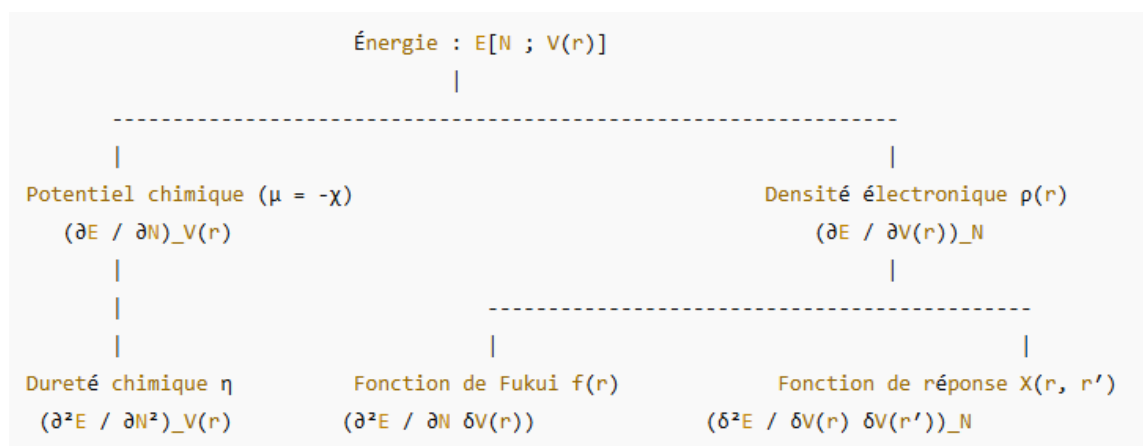 Énergie : E[N ; V(r)]
|
-----------------------------------------------------------------
| |
Potentiel chimique (μ = -χ) Densité électronique ρ(r)
(∂E / ∂N)_V(r) (∂E / ∂V(r))_N
| |
| ---------------------------------------------
| | |
Dureté chimique η Fonction de Fukui f(r) Fonction de réponse X(r, r′)
(∂²E / ∂N²)_V(r) (∂²E / ∂N δV(r)) (δ²E / δV(r) δV(r′))_N